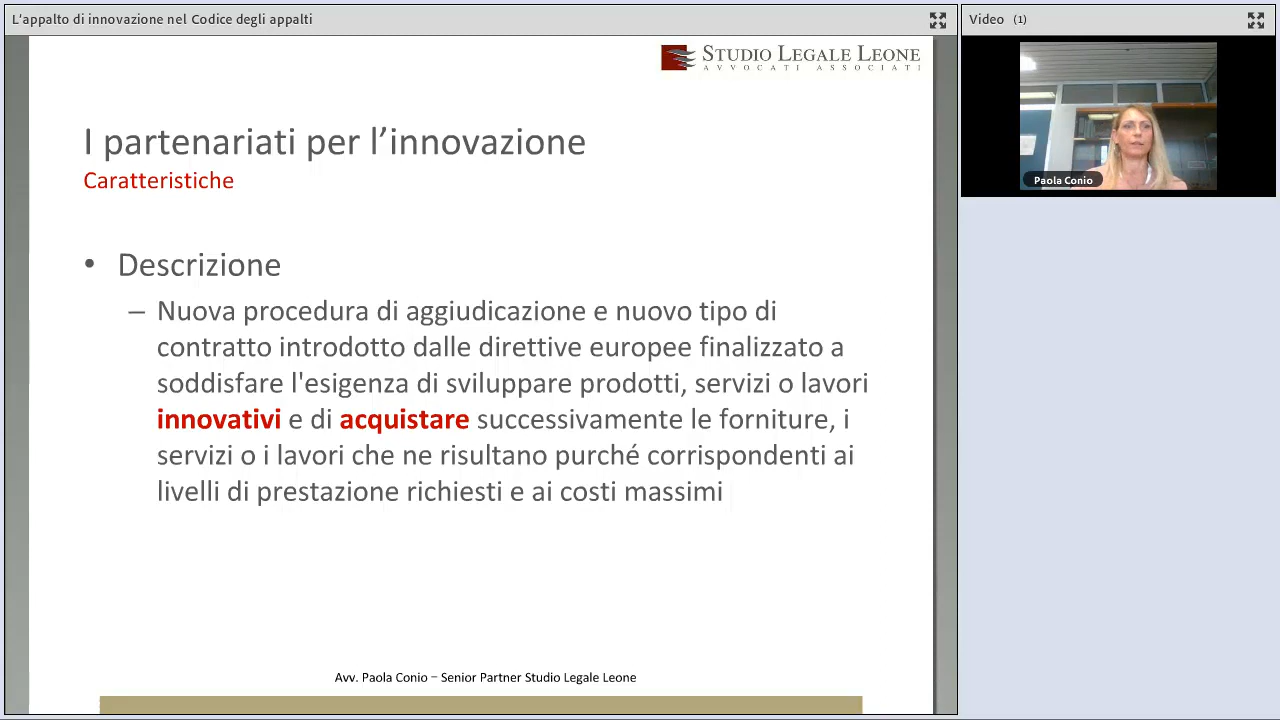 L'appalto di innovazione nel Codice degli appalti
Video (1)
STUDIO LEGALE LEONE
AVVOCATI ASSOCIATI
Paola Conio
I partenariati per l’innovazione
Caratteristiche
• Descrizione
– Nuova procedura di aggiudicazione e nuovo tipo di
contratto introdotto dalle direttive europee finalizzato a
soddisfare l'esigenza di sviluppare prodotti, servizi o lavori
innovativi e di acquistare successivamente le forniture, i
servizi o i lavori che ne risultano purché corrispondenti ai
livelli di prestazione richiesti e ai costi massimi
Avv. Paola Conio – Senior Partner Studio Legale Leone